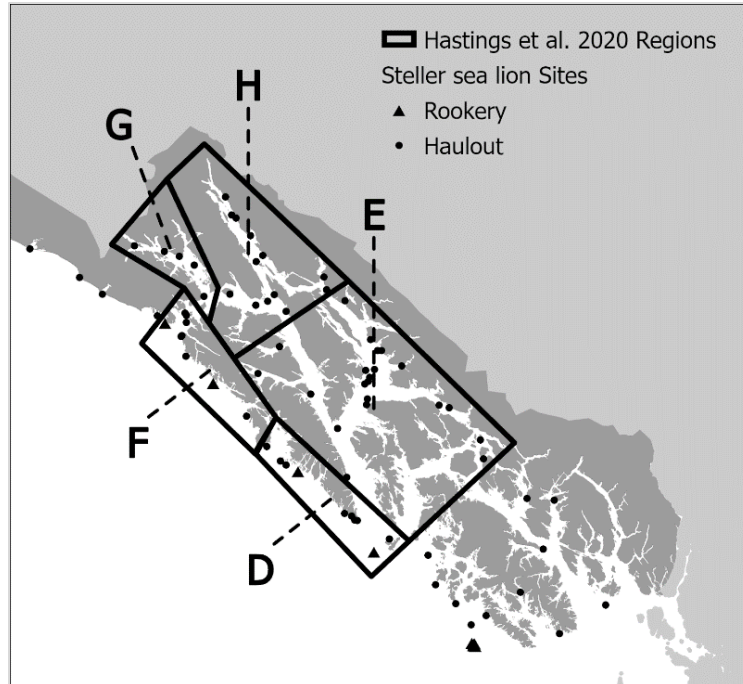 Hastings et al. 2020 Regions
Steller sea lion Sites
Rookery
Haulout
H
G
E
F
D